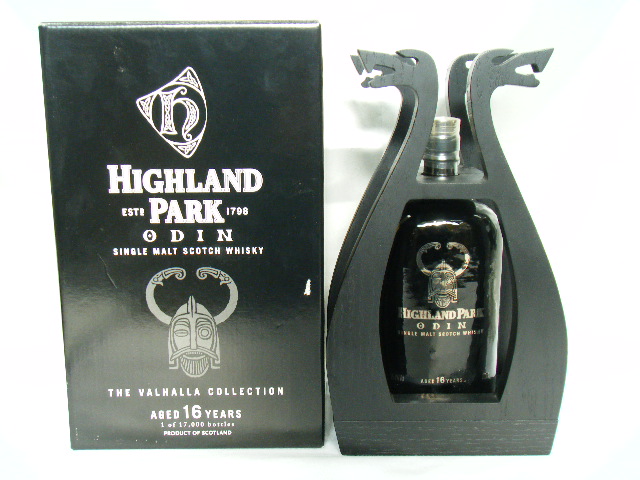 HIGHLAND
PARK
ESTD 1798
ODIN
SINGLE MALT SCOTCH WHISKY
THE VALHALLA COLLECTION
AGED 16 YEARS
1 of 17,000 bottles
PRODUCT OF SCOTLAND
HIGHLAND PARK
ODIN
SINGLE MALT SCOTCH WHISKY
AGED 16 YEARS